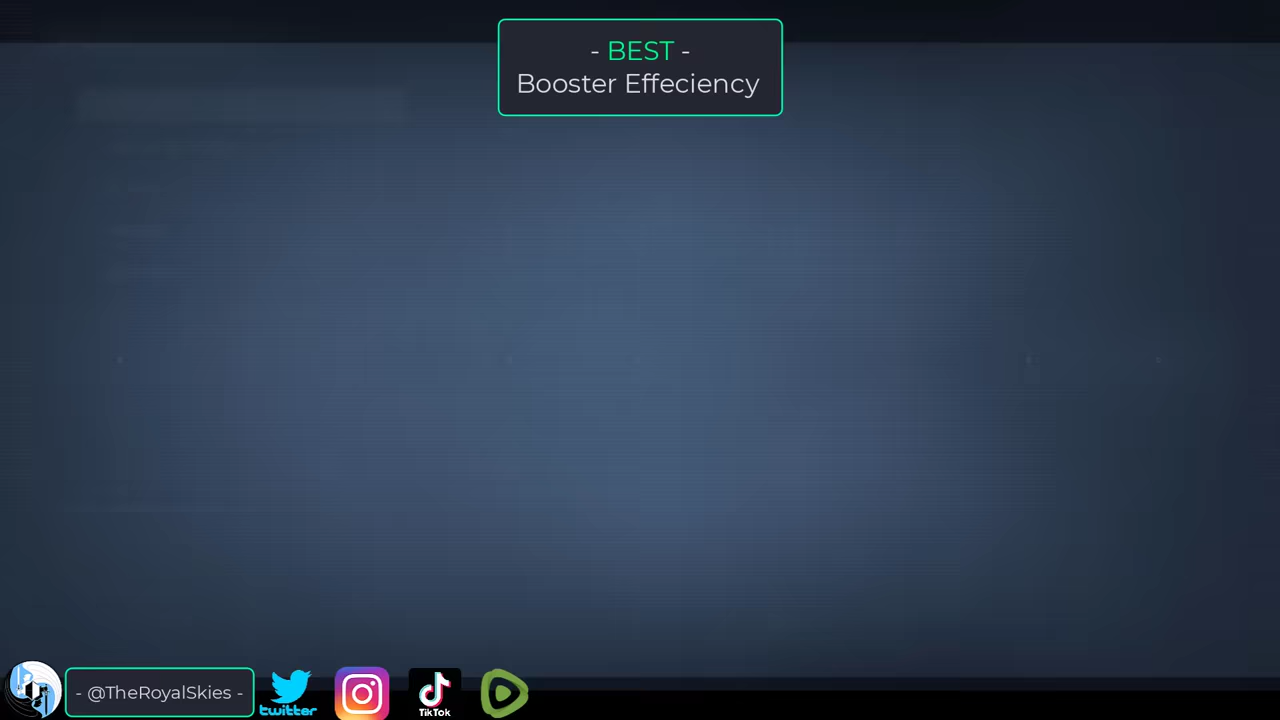 - BEST -
Booster Effeciency
- @TheRoyalSkies -
twitter
TikTok